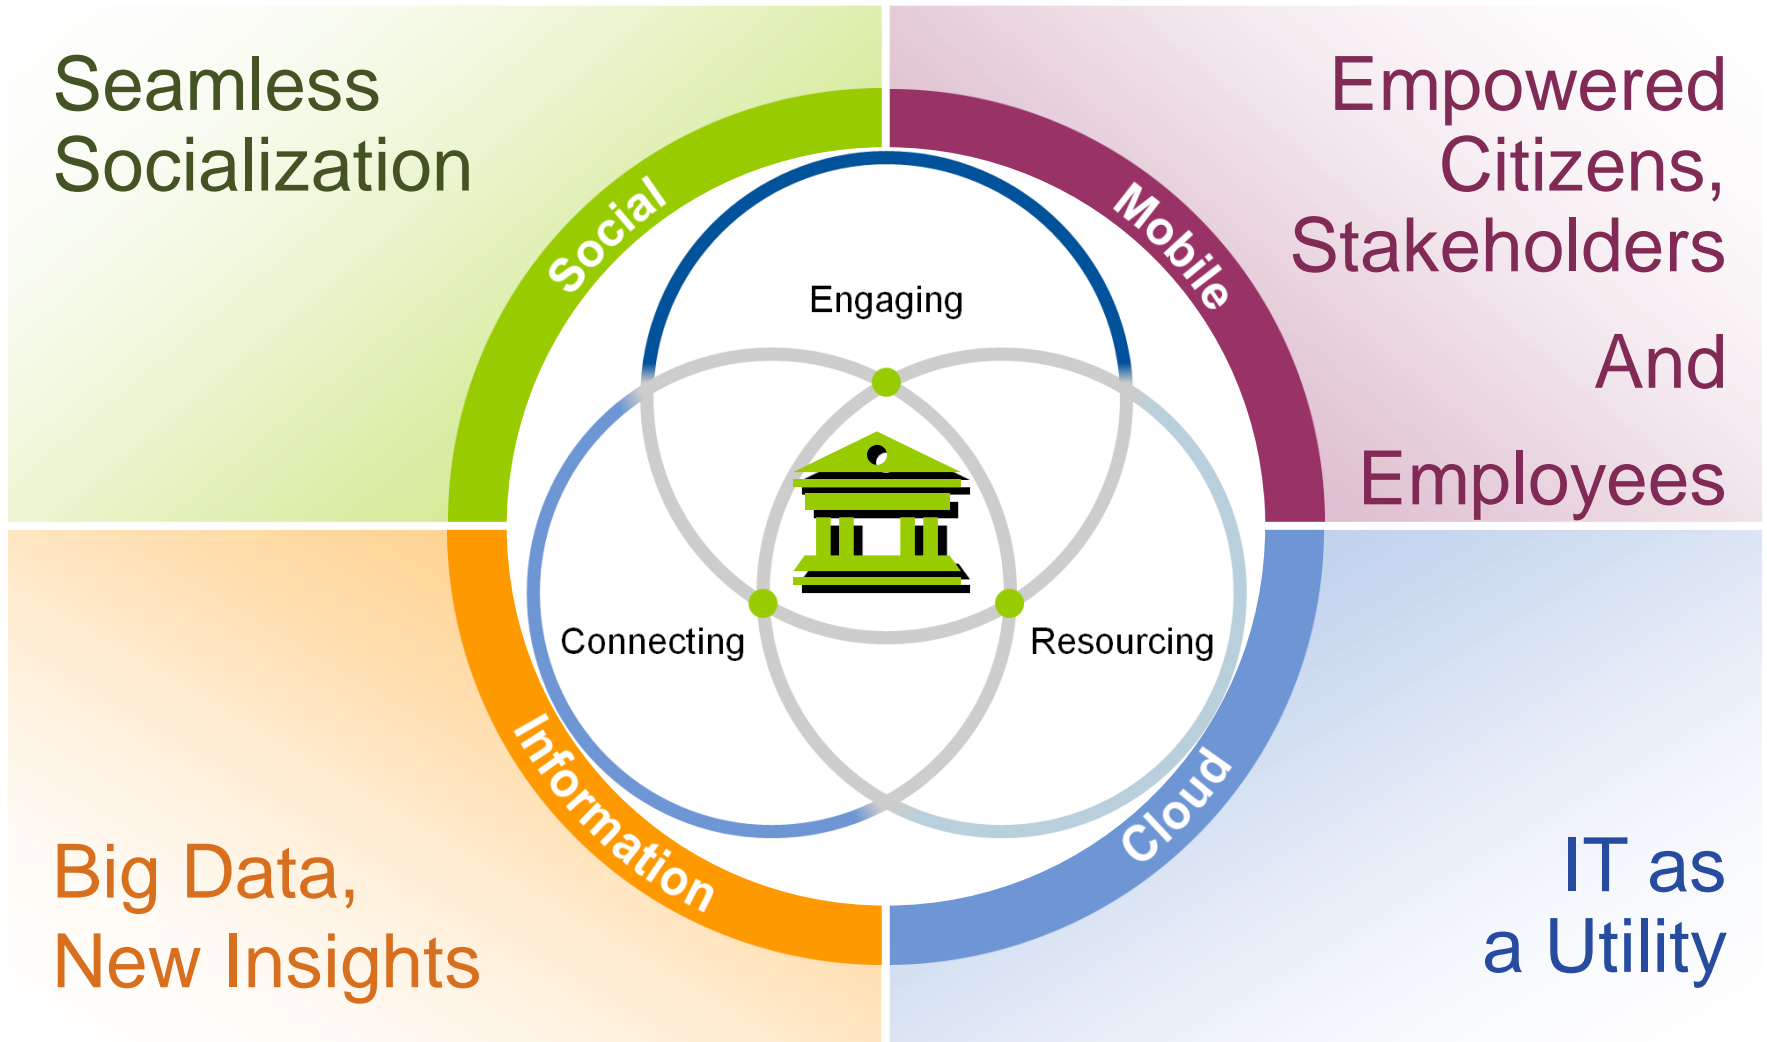 Seamless
Socialization
Empowered
Citizens,
Stakeholders
And
Employees
Social
Mobile
Engaging
Connecting
Resourcing
Information
Cloud
Big Data,
New Insights
IT as
a Utility